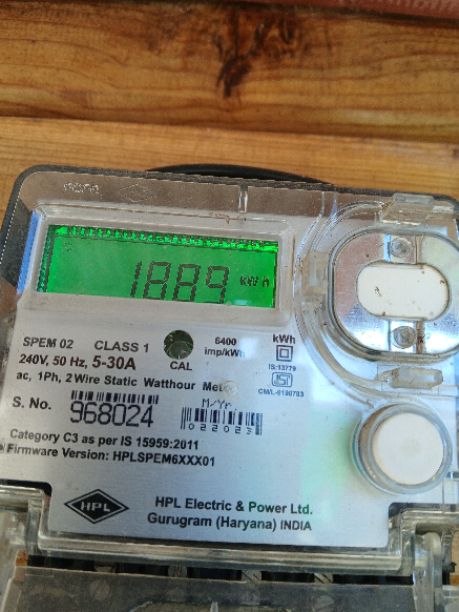 1889 kWh
SPEM 02 CLASS 1 6400 kWh
240V, 50 Hz, 5-30A CAL imp/kWh IS:13779
ac, 1Ph, 2 Wire Static Watthour Meter CM/L-9190783
S. No. 968024 M/Yr. 022023
Category C3 as per IS 15959:2011
Firmware Version: HPLSPEM6XXX01
HPL HPL Electric & Power Ltd.
Gurugram (Haryana) INDIA